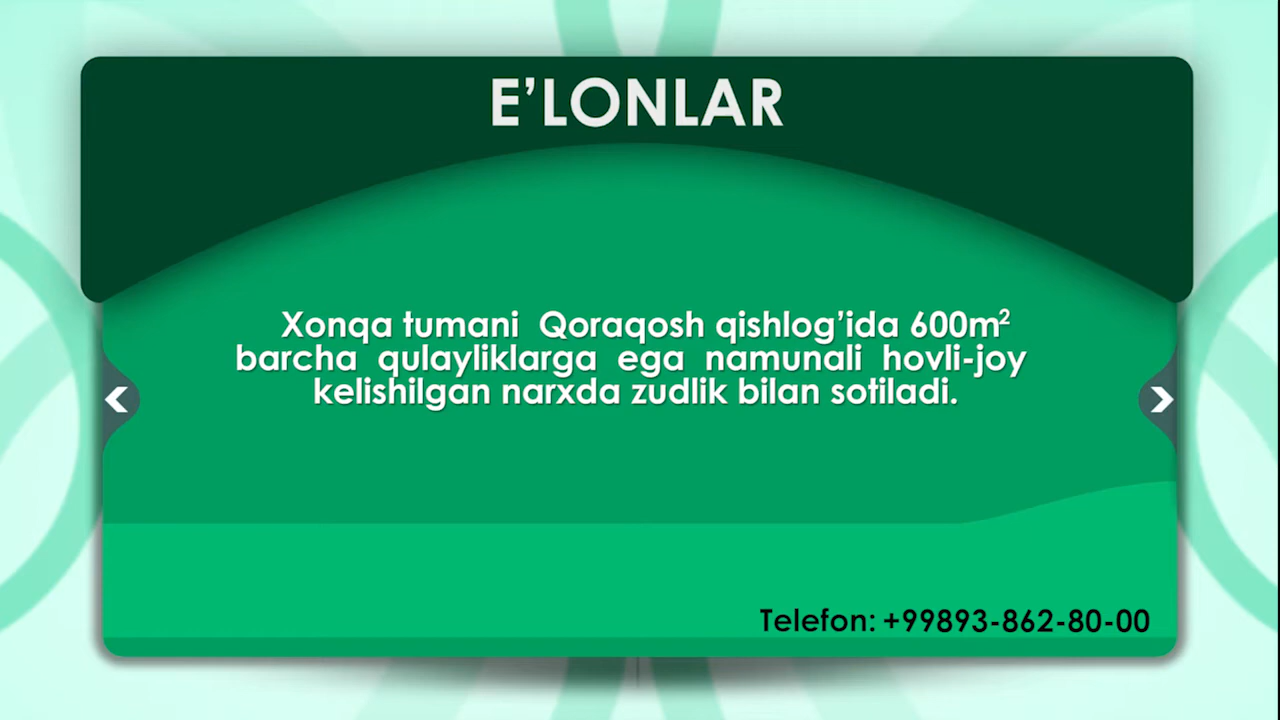 E’LONLAR
Xonqa tumani Qoraqosh qishlog’ida 600m²
barcha qulayliklarga ega namunali hovli-joy
kelishilgan narxda zudlik bilan sotiladi.
Telefon: +99893-862-80-00